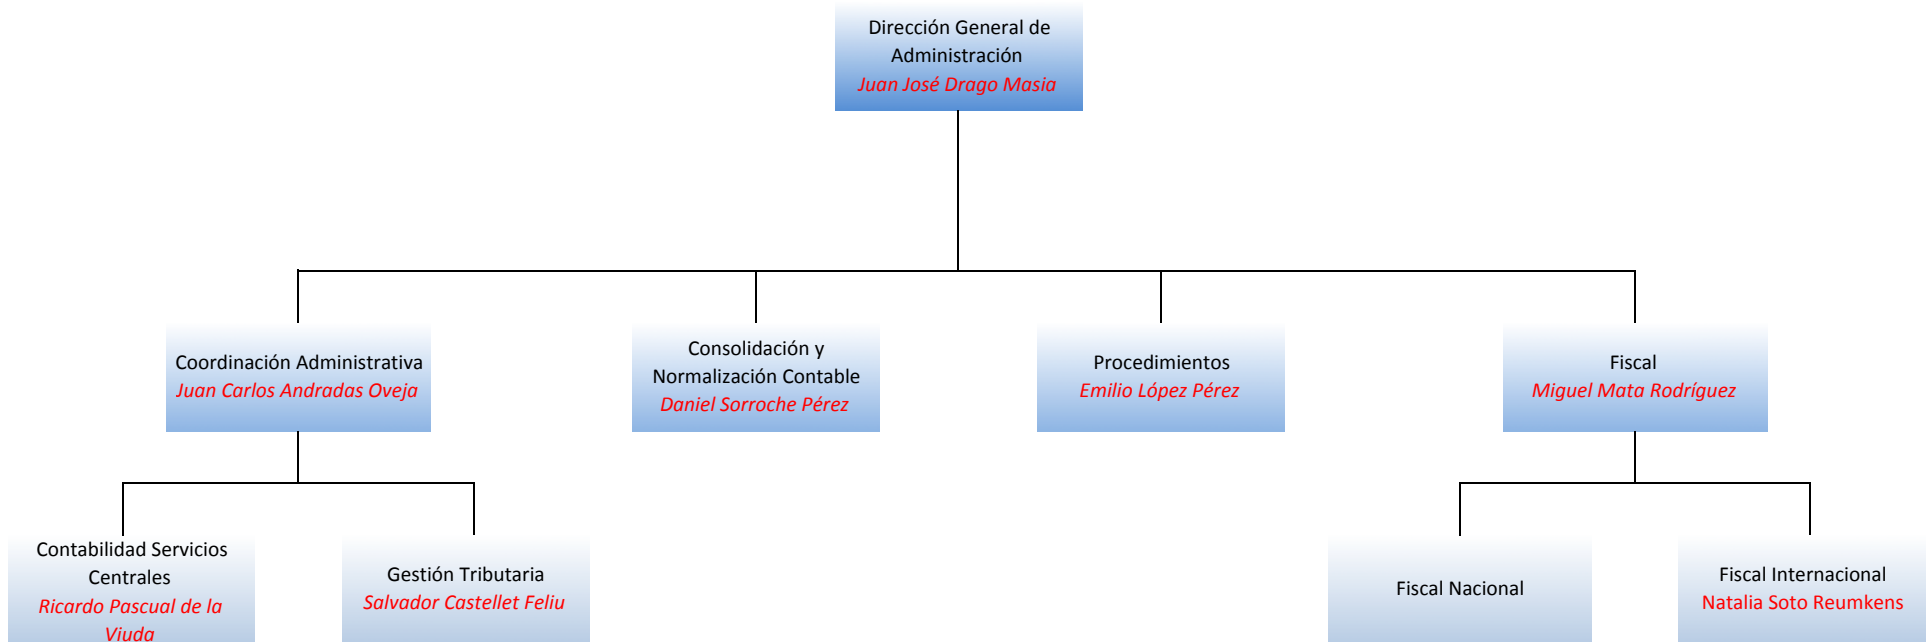 Dirección General de
Administración
Juan José Drago Masia
Coordinación Administrativa
Juan Carlos Andradas Oveja
Consolidación y
Normalización Contable
Daniel Sorroche Pérez
Procedimientos
Emilio López Pérez
Fiscal
Miguel Mata Rodríguez
Contabilidad Servicios
Centrales
Ricardo Pascual de la
Viuda
Gestión Tributaria
Salvador Castellet Feliu
Fiscal Nacional
Fiscal Internacional
Natalia Soto Reumkens